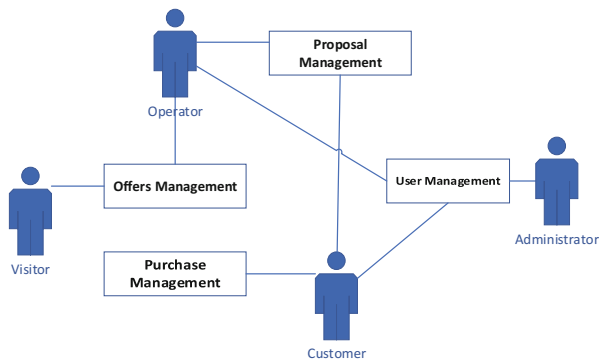 Proposal
Management
Operator
Offers Management
User Management
Visitor
Administrator
Purchase
Management
Customer